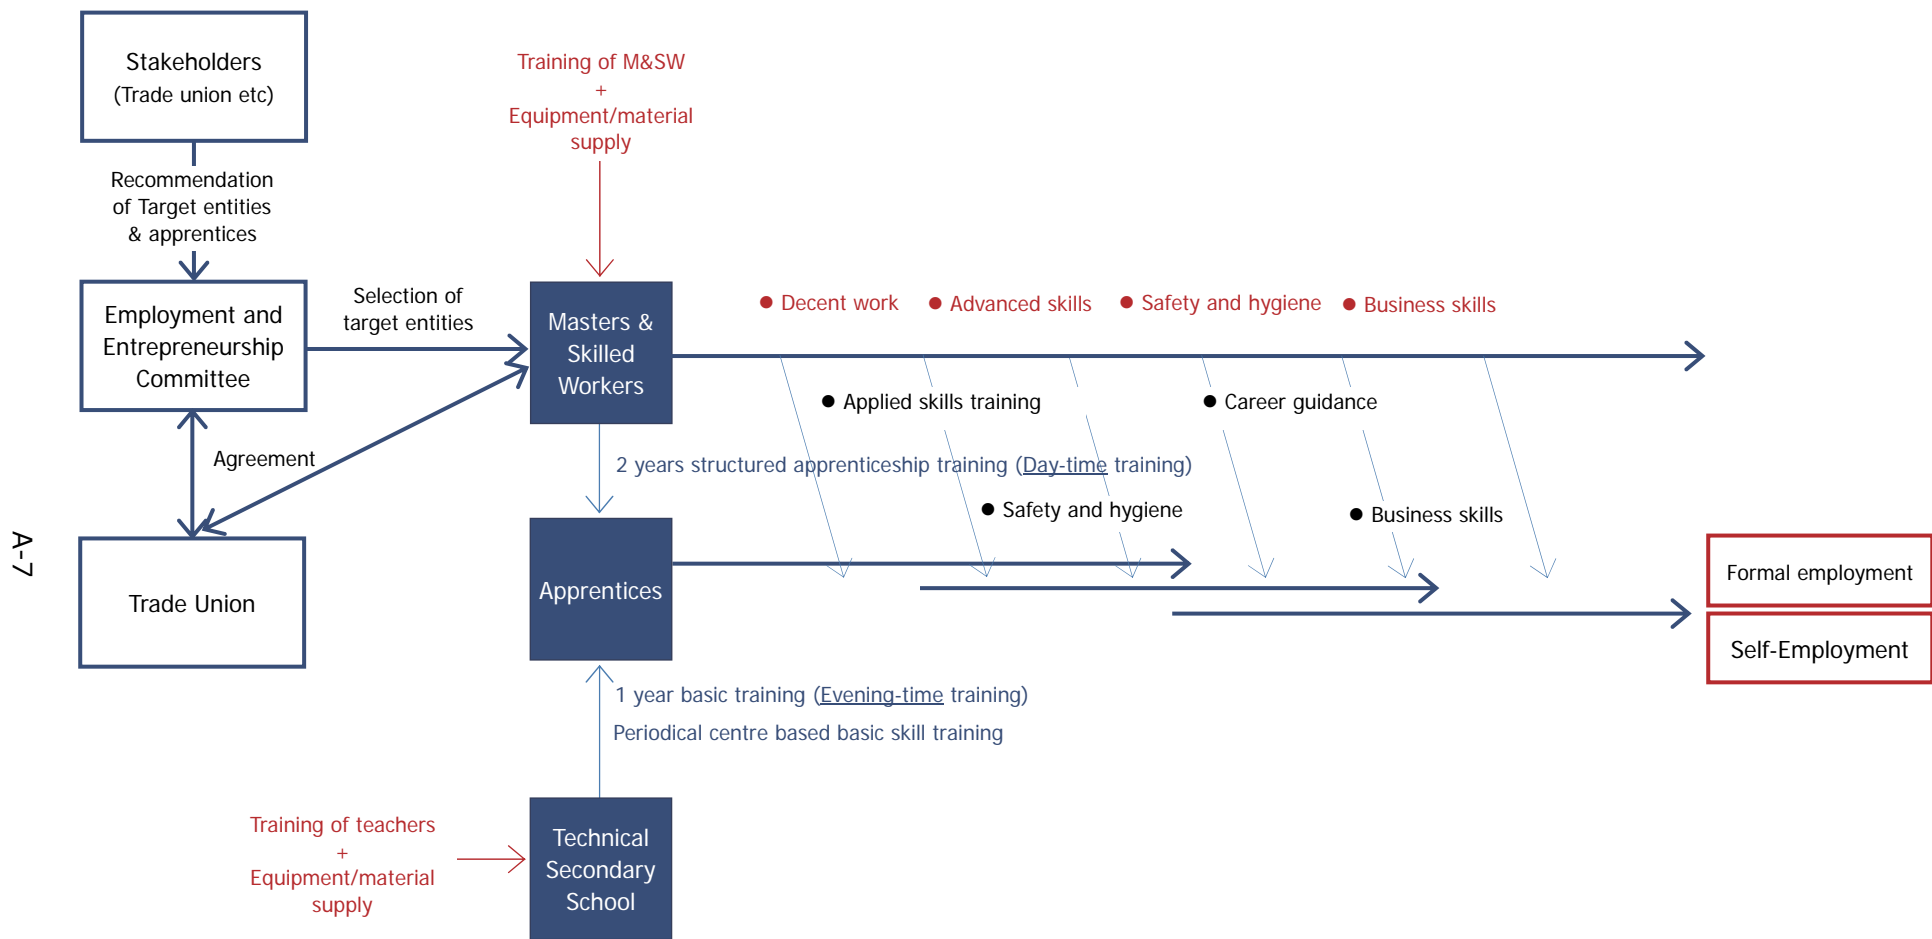 Stakeholders
(Trade union etc)
Training of M&SW
+
Equipment/material
supply
Recommendation
of Target entities
& apprentices
Employment and
Entrepreneurship
Committee
Selection of
target entities
Masters &
Skilled
Workers
● Decent work
● Advanced skills
● Safety and hygiene
● Business skills
● Applied skills training
● Career guidance
Agreement
2 years structured apprenticeship training (Day-time training)
● Safety and hygiene
● Business skills
A-7
Trade Union
Apprentices
Formal employment
Self-Employment
1 year basic training (Evening-time training)
Periodical centre based basic skill training
Training of teachers
+
Equipment/material
supply
Technical
Secondary
School